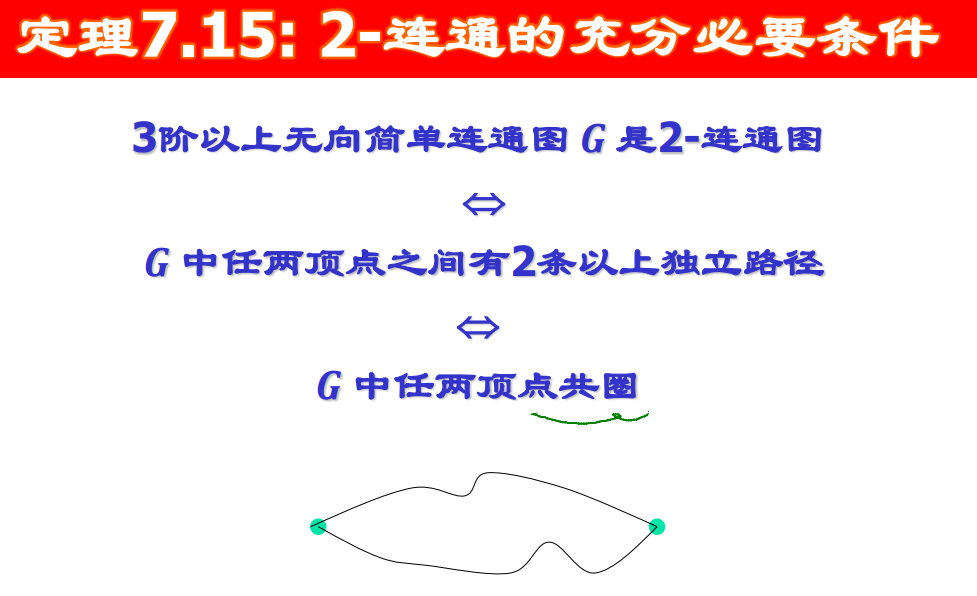 定理7.15: 2-连通的充分必要条件
3阶以上无向简单连通图 G 是2-连通图
⇔
G 中任两顶点之间有2条以上独立路径
⇔
G 中任两顶点共圈